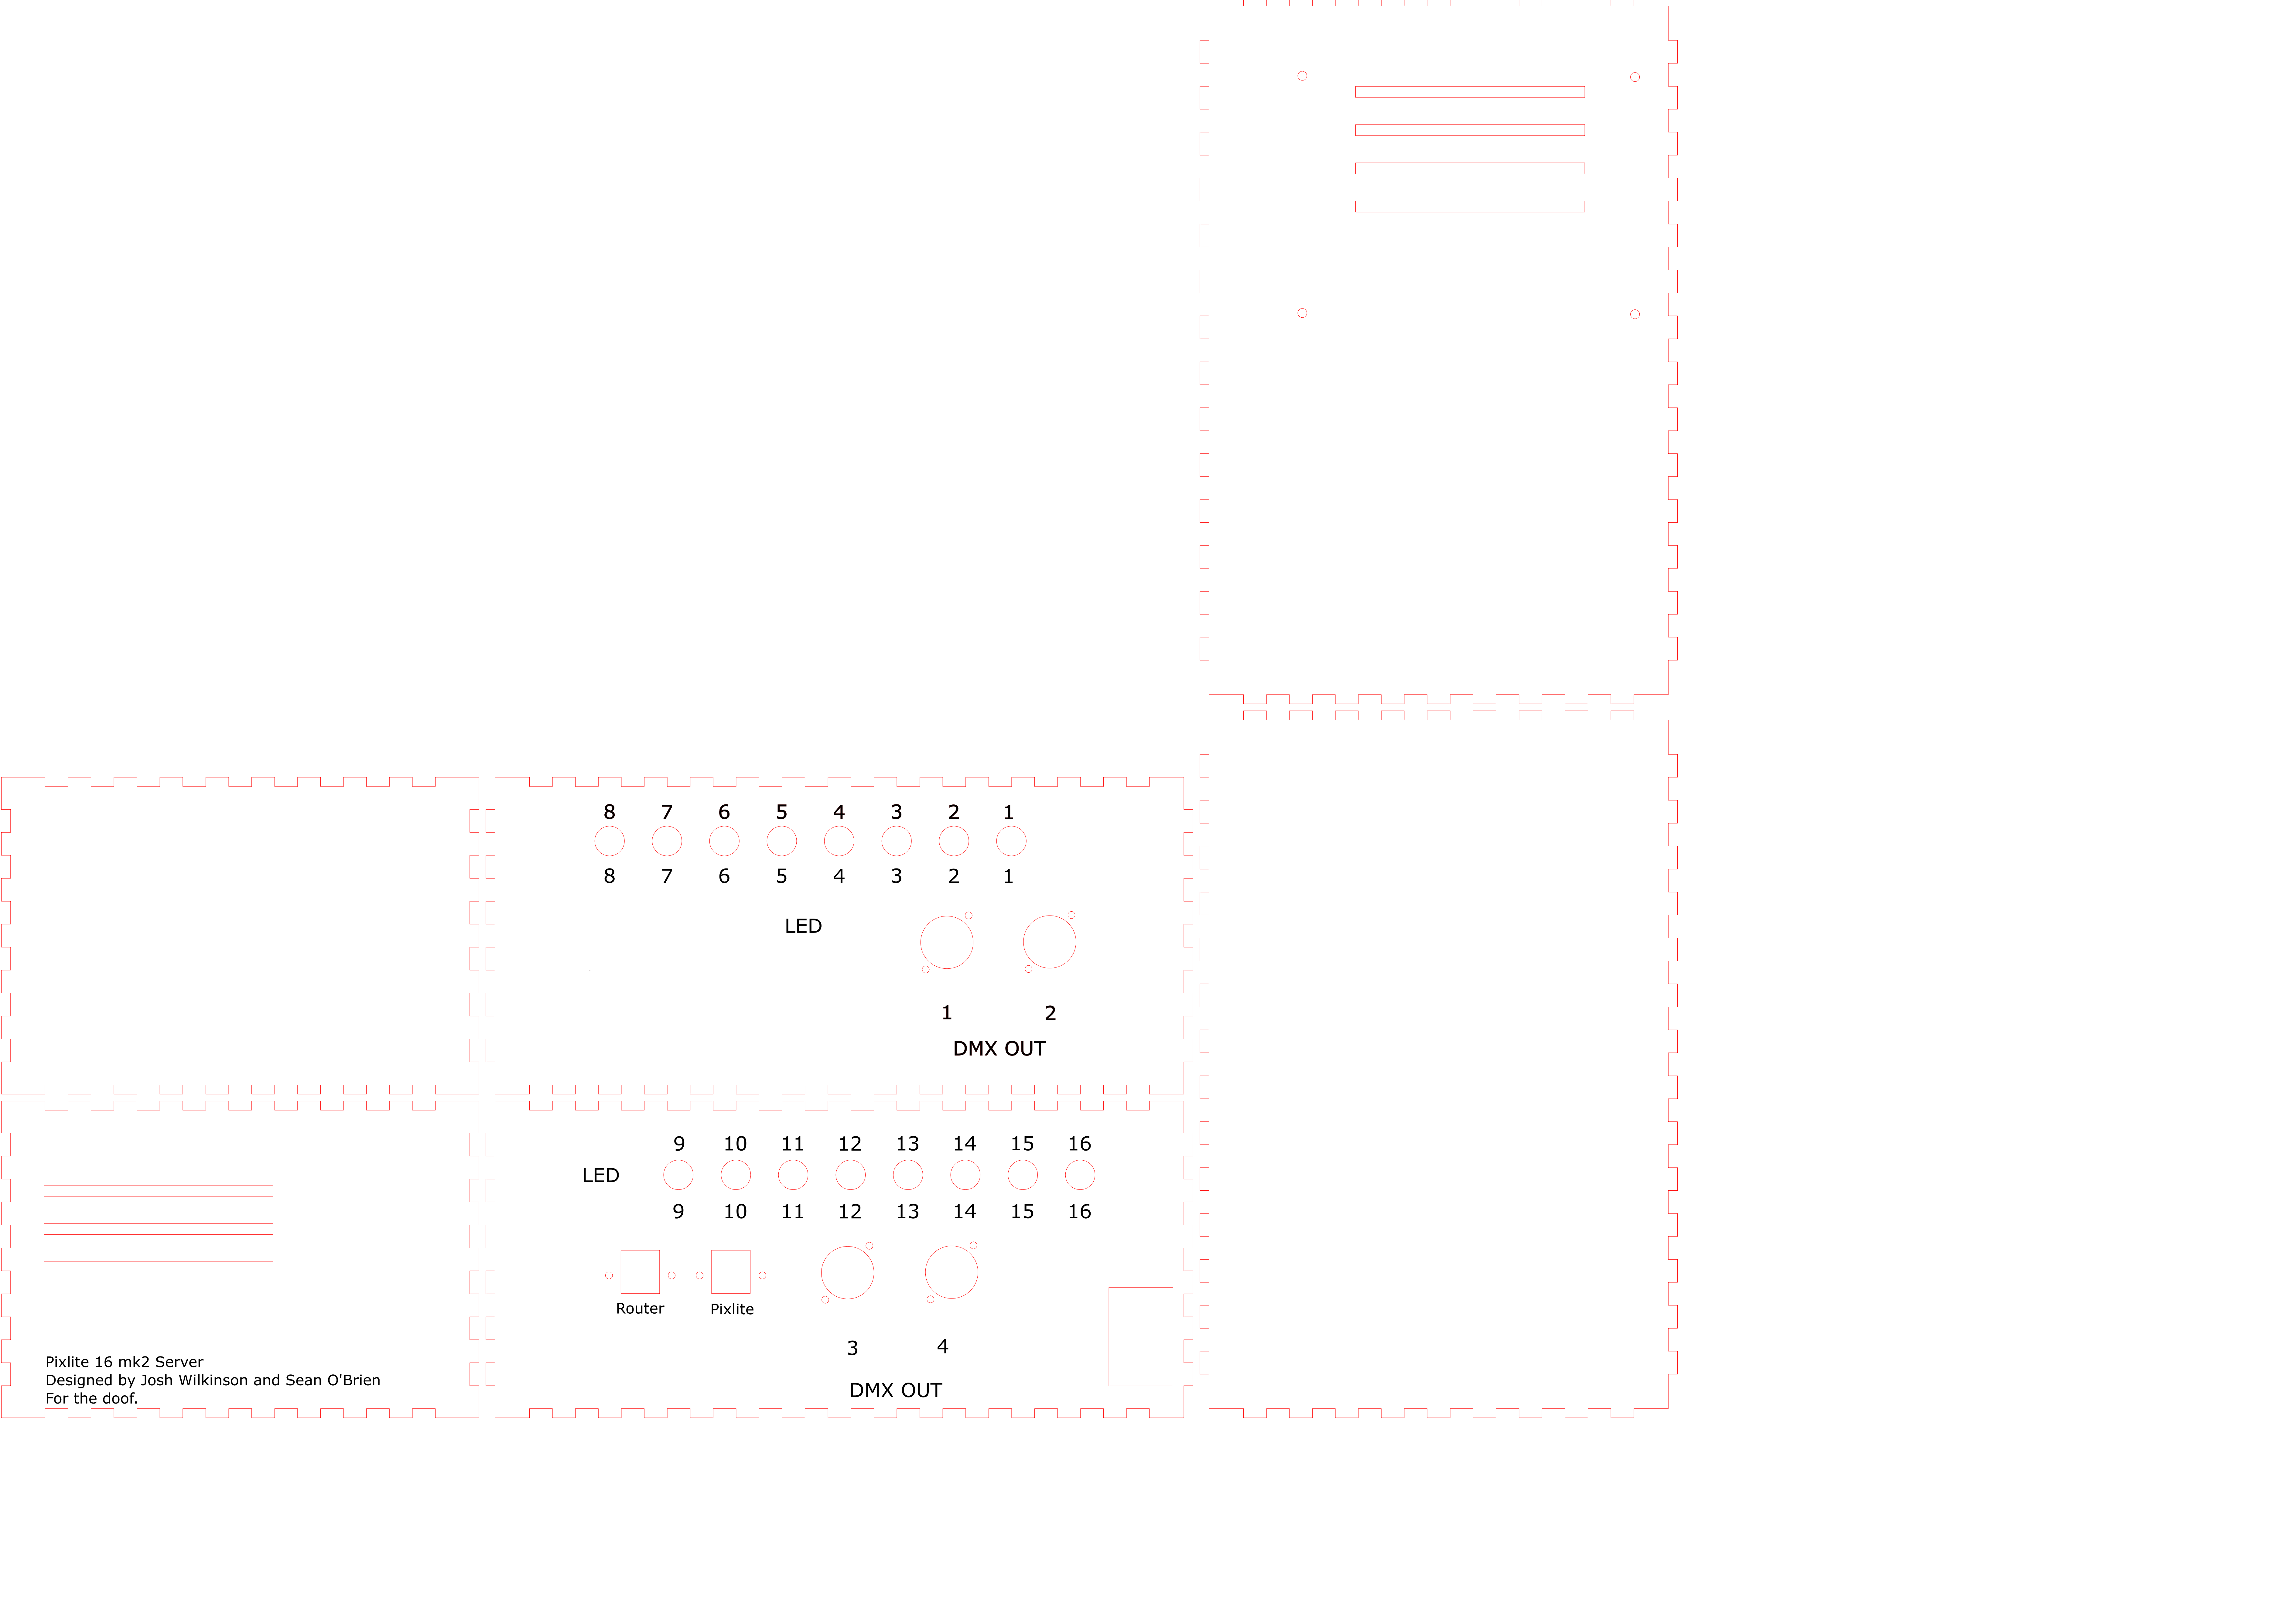 8 7 6 5 4 3 2 1
8 7 6 5 4 3 2 1
LED
1 2
DMX OUT
9 10 11 12 13 14 15 16
LED
9 10 11 12 13 14 15 16
Router Pixlite
3 4
DMX OUT
Pixlite 16 mk2 Server
Designed by Josh Wilkinson and Sean O'Brien
For the doof.